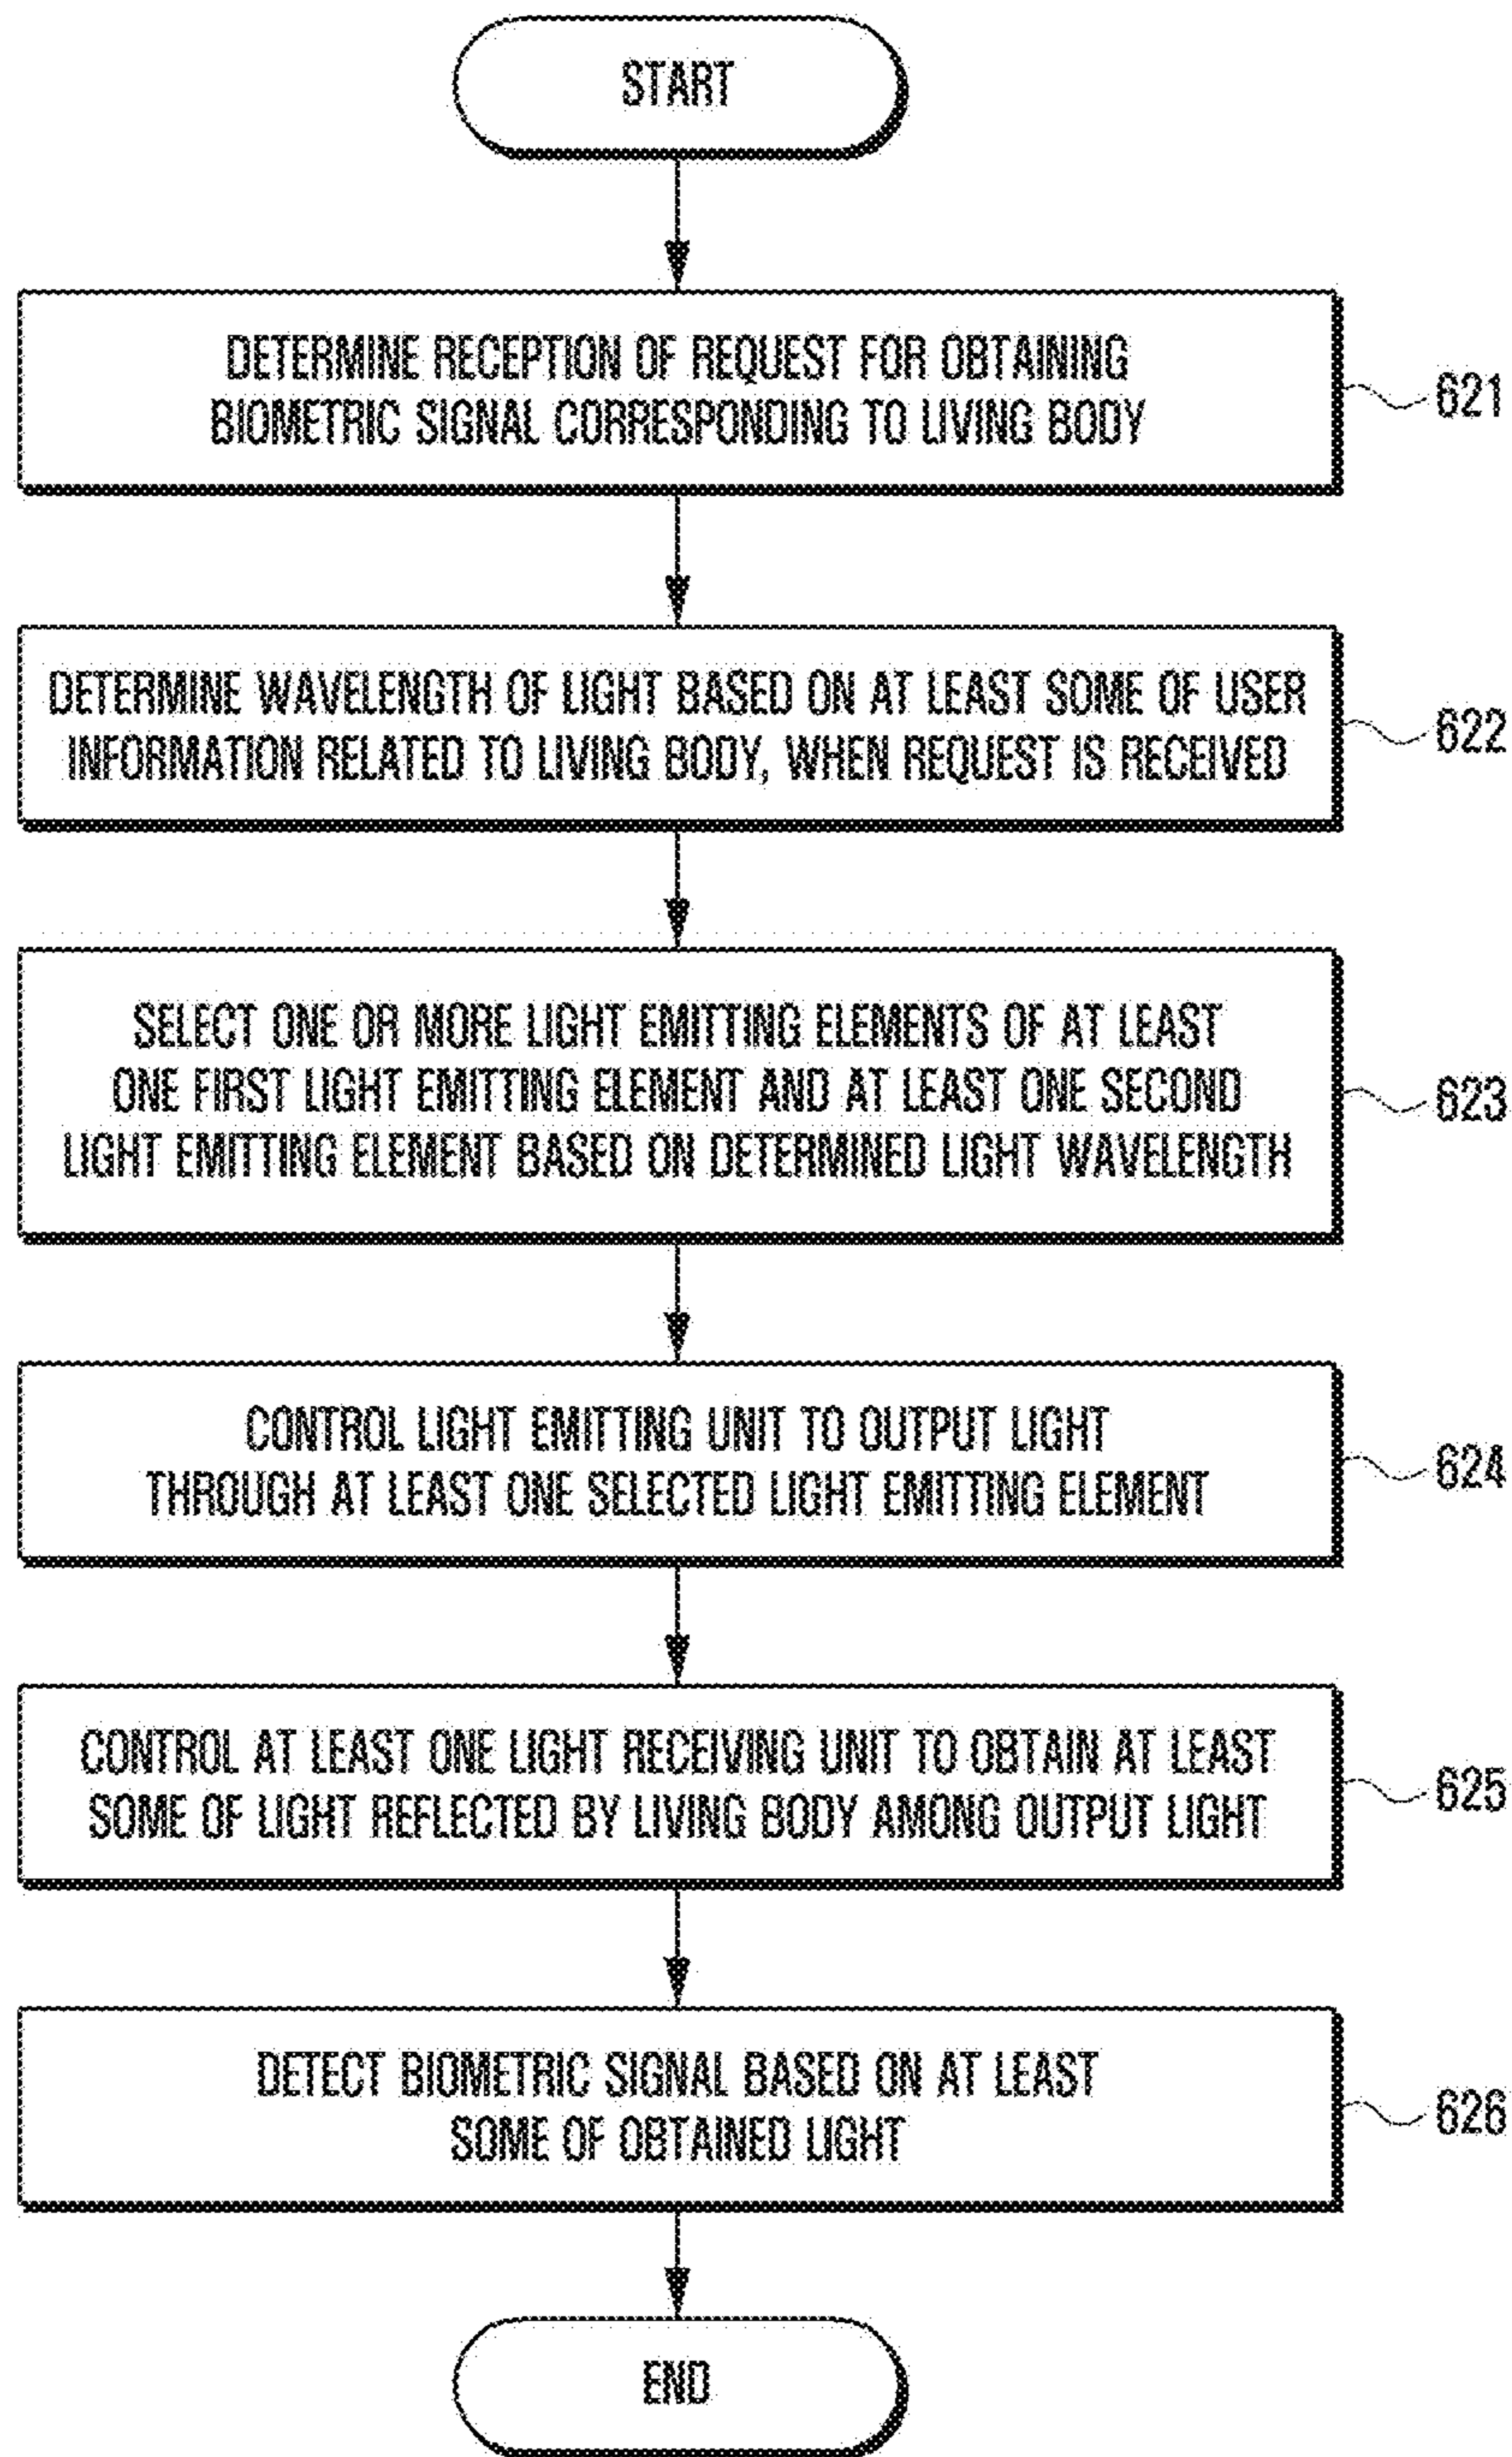 START
DETERMINE RECEPTION OF REQUEST FOR OBTAINING
BIOMETRIC SIGNAL CORRESPONDING TO LIVING BODY
621
DETERMINE WAVELENGTH OF LIGHT BASED ON AT LEAST SOME OF USER
INFORMATION RELATED TO LIVING BODY, WHEN REQUEST IS RECEIVED
622
SELECT ONE OR MORE LIGHT EMITTING ELEMENTS OF AT LEAST
ONE FIRST LIGHT EMITTING ELEMENT AND AT LEAST ONE SECOND
LIGHT EMITTING ELEMENT BASED ON DETERMINED LIGHT WAVELENGTH
623
CONTROL LIGHT EMITTING UNIT TO OUTPUT LIGHT
THROUGH AT LEAST ONE SELECTED LIGHT EMITTING ELEMENT
624
CONTROL AT LEAST ONE LIGHT RECEIVING UNIT TO OBTAIN AT LEAST
SOME OF LIGHT REFLECTED BY LIVING BODY AMONG OUTPUT LIGHT
625
DETECT BIOMETRIC SIGNAL BASED ON AT LEAST
SOME OF OBTAINED LIGHT
626
END